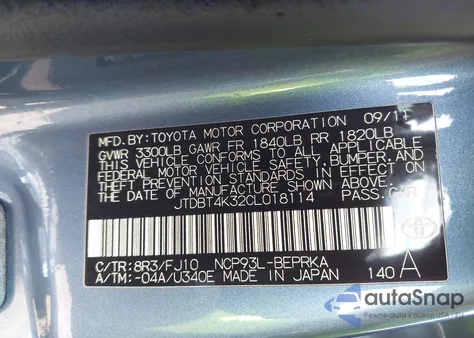 MFD. BY: TOYOTA MOTOR CORPORATION 09/11
GVWR 3300LB GAWR FR 1840LB RR 1820LB
THIS VEHICLE CONFORMS TO ALL APPLICABLE
FEDERAL MOTOR VEHICLE SAFETY, BUMPER, AND
THEFT PREVENTION STANDARDS IN EFFECT ON
THE DATE OF MANUFACTURE SHOWN ABOVE.
JTDBT4K32CL018114 PASS. CAR
C/TR: 8R3/FJ10 NCP93L-BEPRKA
A/TM: -04A/U340E MADE IN JAPAN 140 A
autoSnap